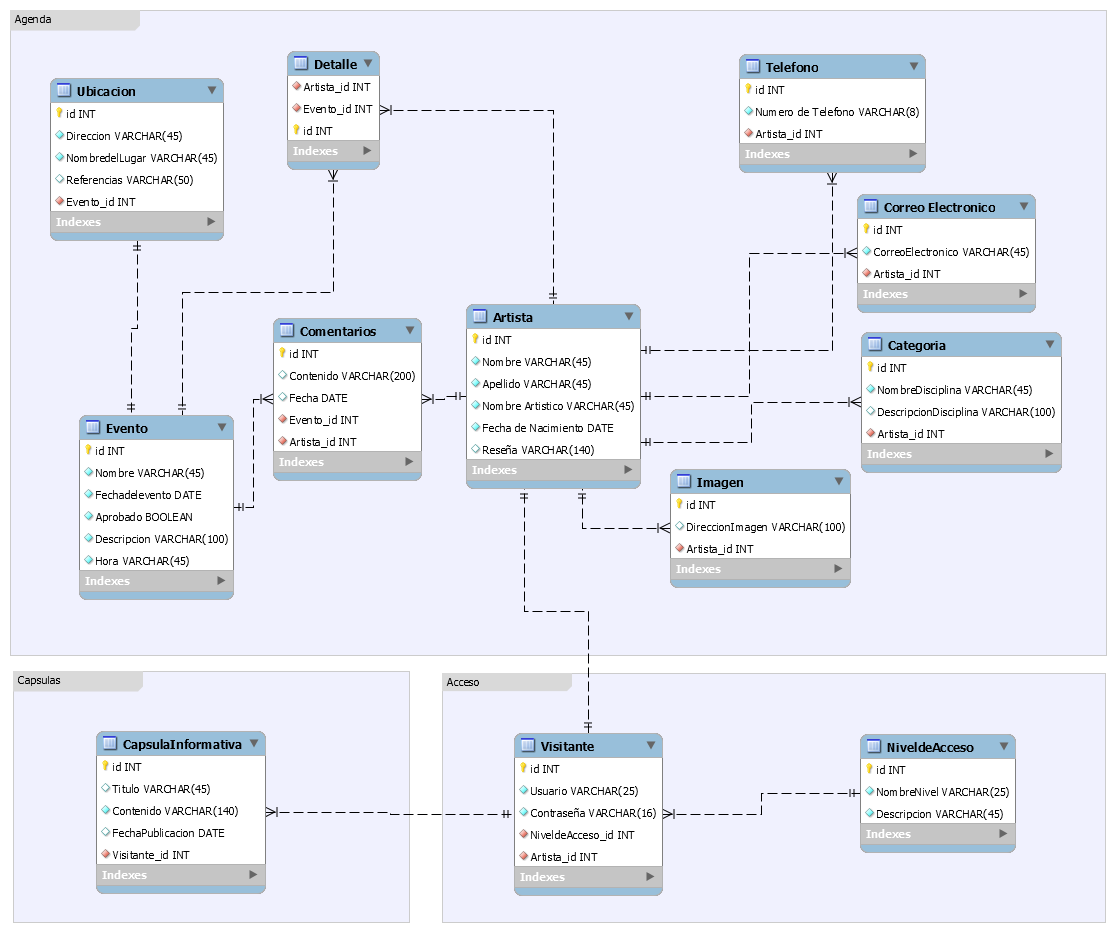 Agenda
Ubicacion
id INT
Direccion VARCHAR(45)
NombredelLugar VARCHAR(45)
Referencias VARCHAR(50)
Evento_id INT
Indexes
Detalle
Artista_id INT
Evento_id INT
id INT
Indexes
Telefono
id INT
Numero de Telefono VARCHAR(8)
Artista_id INT
Indexes
Correo Electronico
id INT
CorreoElectronico VARCHAR(45)
Artista_id INT
Indexes
Comentarios
id INT
Contenido VARCHAR(200)
Fecha DATE
Evento_id INT
Artista_id INT
Indexes
Artista
id INT
Nombre VARCHAR(45)
Apellido VARCHAR(45)
Nombre Artistico VARCHAR(45)
Fecha de Nacimiento DATE
Reseña VARCHAR(140)
Indexes
Categoria
id INT
NombreDisciplina VARCHAR(45)
DescripcionDisciplina VARCHAR(100)
Artista_id INT
Indexes
Evento
id INT
Nombre VARCHAR(45)
Fechadelevento DATE
Aprobado BOOLEAN
Descripcion VARCHAR(100)
Hora VARCHAR(45)
Indexes
Imagen
id INT
DireccionImagen VARCHAR(100)
Artista_id INT
Indexes
Capsulas
CapsulaInformativa
id INT
Titulo VARCHAR(45)
Contenido VARCHAR(140)
FechaPublicacion DATE
Visitante_id INT
Indexes
Acceso
Visitante
id INT
Usuario VARCHAR(25)
Contraseña VARCHAR(16)
NiveldeAcceso_id INT
Artista_id INT
Indexes
NiveldeAcceso
id INT
NombreNivel VARCHAR(25)
Descripcion VARCHAR(45)
Indexes